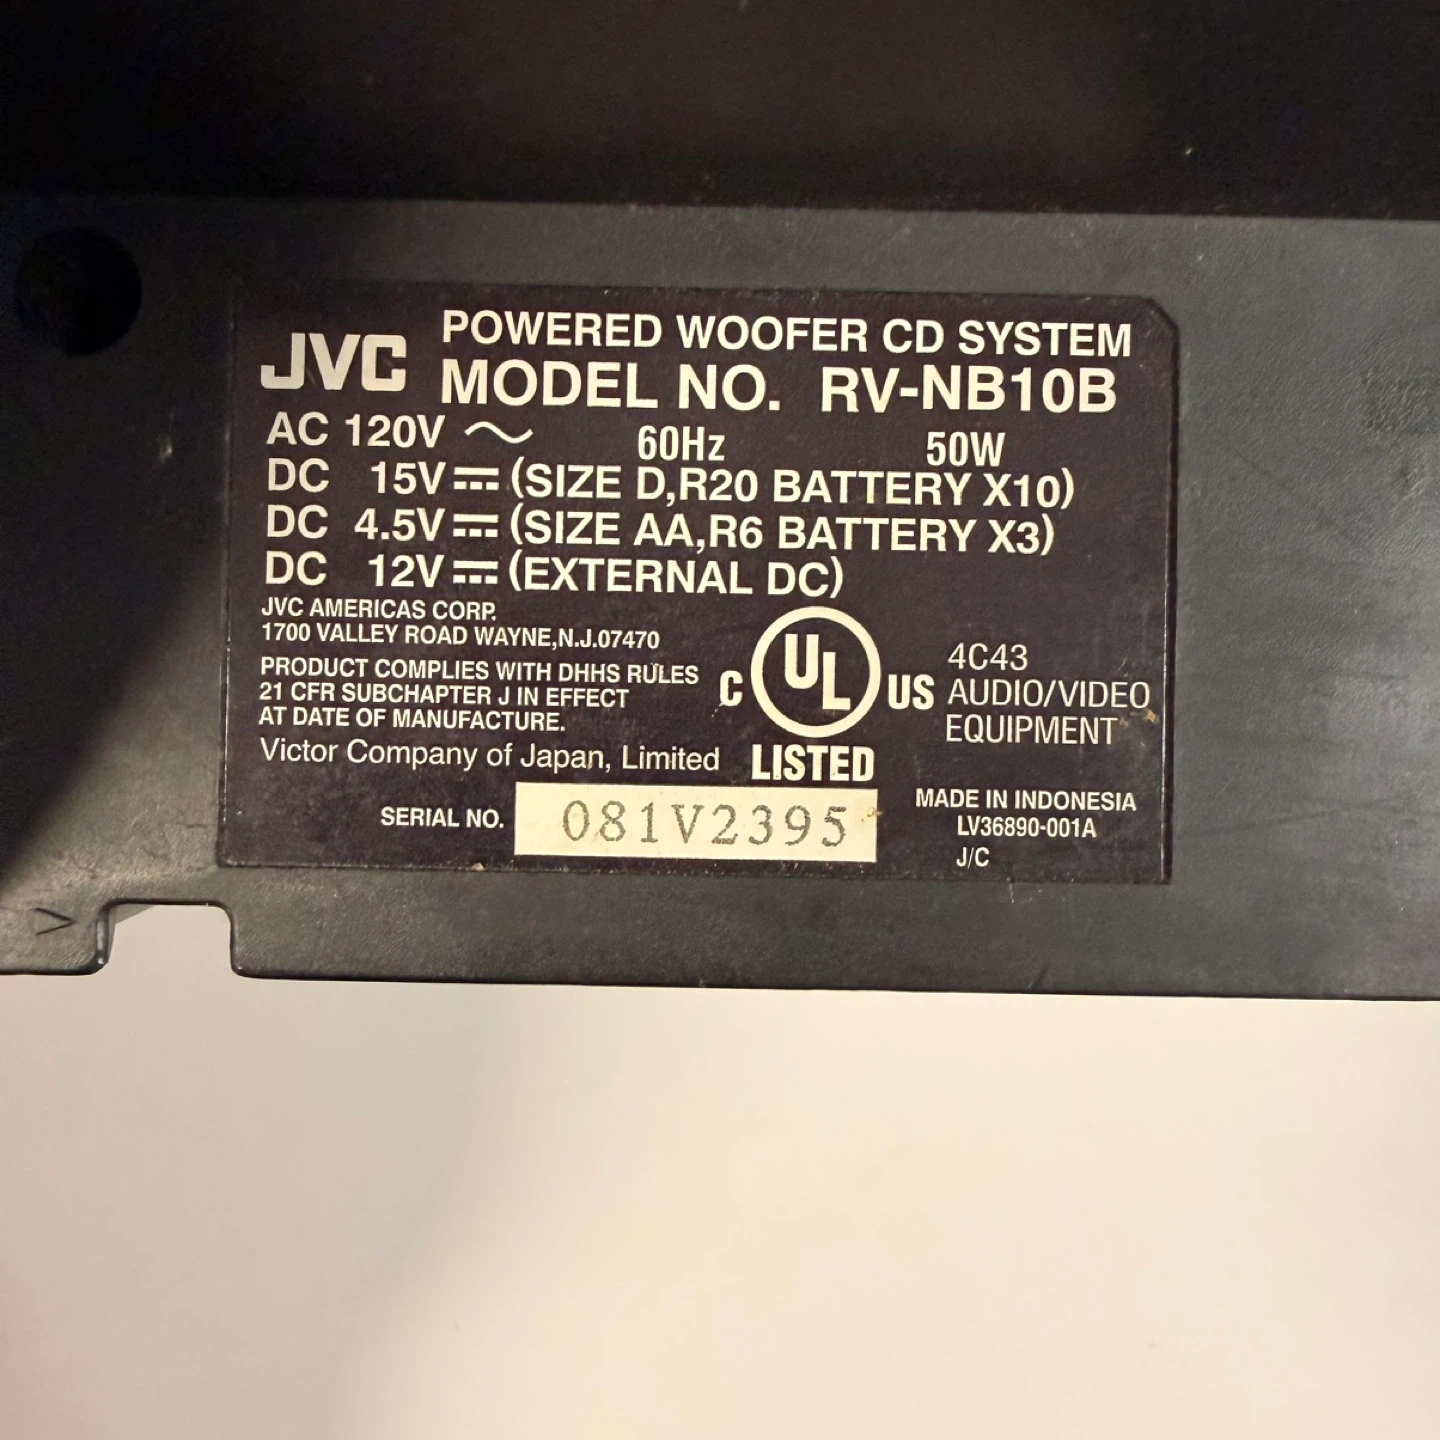 JVC POWERED WOOFER CD SYSTEM
MODEL NO. RV-NB10B
AC 120V ~ 60Hz 50W
DC 15V ⎓ (SIZE D,R20 BATTERY X10)
DC 4.5V ⎓ (SIZE AA,R6 BATTERY X3)
DC 12V ⎓ (EXTERNAL DC)
JVC AMERICAS CORP.
1700 VALLEY ROAD WAYNE,N.J.07470
PRODUCT COMPLIES WITH DHHS RULES
21 CFR SUBCHAPTER J IN EFFECT
AT DATE OF MANUFACTURE.
Victor Company of Japan, Limited
C UL US
LISTED
4C43
AUDIO/VIDEO
EQUIPMENT
SERIAL NO. 081V2395
MADE IN INDONESIA
LV36890-001A
J/C